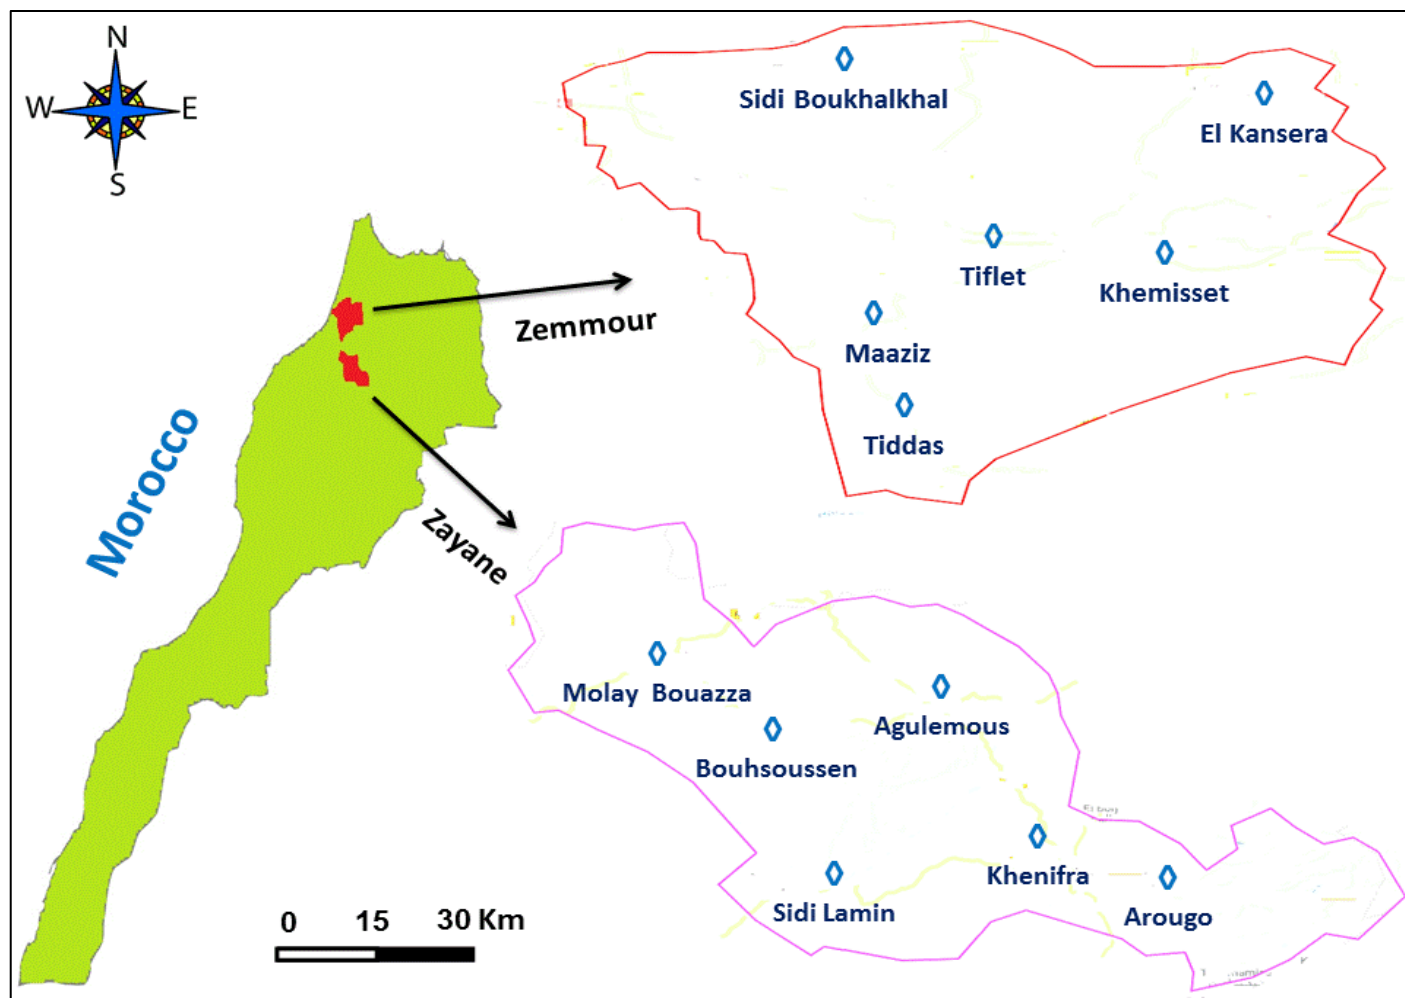 N
W E
S
Sidi Boukhalkhal
El Kansera
Tiflet
Khemisset
Zemmour
Maaziz
Tiddas
Morocco
Zayane
Molay Bouazza
Agulemous
Bouhsoussen
Khenifra
Sidi Lamin
Arougo
0 15 30 Km